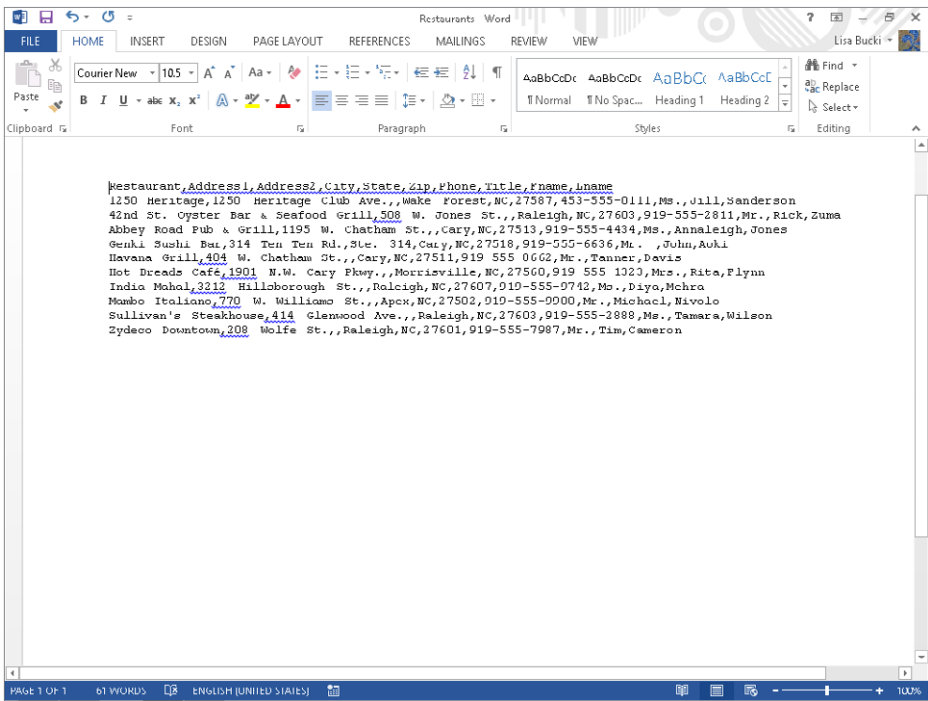 Restaurants Word
FILE HOME INSERT DESIGN PAGE LAYOUT REFERENCES MAILINGS REVIEW VIEW Lisa Bucki
Paste
Courier New 10.5 A A Aa
B I U abc X₂ X² A aby A
AaBbCcDc AaBbCcDc AaBbCc AaBbCcE
¶ Normal ¶ No Spac... Heading 1 Heading 2
Find
Replace
Select
Clipboard Font Paragraph Styles Editing
Restaurant,Address1,Address2,City,State,Zip,Phone,Title,Fname,Lname
1250 Heritage,1250 Heritage Club Ave.,,Wake Forest,NC,27587,453-555-0111,Ms.,Jill,Sanderson
42nd St. Oyster Bar & Seafood Grill,508 W. Jones St.,,Raleigh,NC,27603,919-555-2811,Mr.,Rick,Zuma
Abbey Road Pub & Grill,1195 W. Chatham St.,,Cary,NC,27513,919-555-4434,Ms.,Annaleigh,Jones
Genki Sushi Bar,314 Ten Ten Rd.,Ste. 314,Cary,NC,27518,919-555-6636,Mr. ,John,Aoki
Havana Grill,404 W. Chatham St.,,Cary,NC,27511,919 555 0662,Mr.,Tanner,Davis
Hot Breads Café,1901 N.W. Cary Pkwy.,,Morrisville,NC,27560,919 555 1323,Mrs.,Rita,Flynn
India Mahal,3212 Hillsborough St.,,Raleigh,NC,27607,919-555-9742,Ms.,Diya,Mehra
Mambo Italiano,770 W. Williams St.,,Apex,NC,27502,919-555-9900,Mr.,Michael,Nivolo
Sullivan's Steakhouse,414 Glenwood Ave.,,Raleigh,NC,27603,919-555-2888,Ms.,Tamara,Wilson
Zydeco Downtown,208 Wolfe St.,,Raleigh,NC,27601,919-555-7987,Mr.,Tim,Cameron
PAGE 1 OF 1 61 WORDS ENGLISH (UNITED STATES) 100%